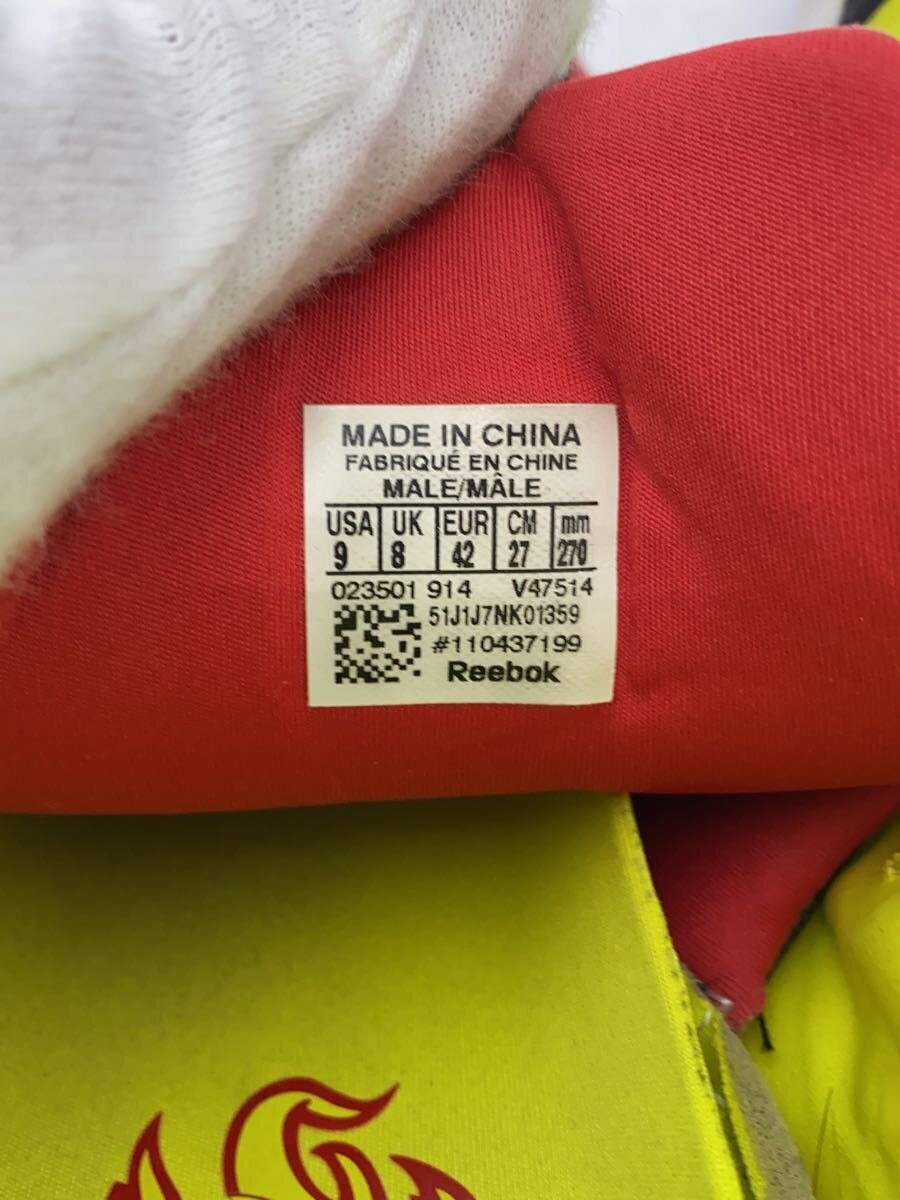 MADE IN CHINA
FABRIQUÉ EN CHINE
MALE/MÂLE
USA UK EUR CM mm
9 8 42 27 270
023501 914 V47514
51J1J7NK01359
#110437199
Reebok